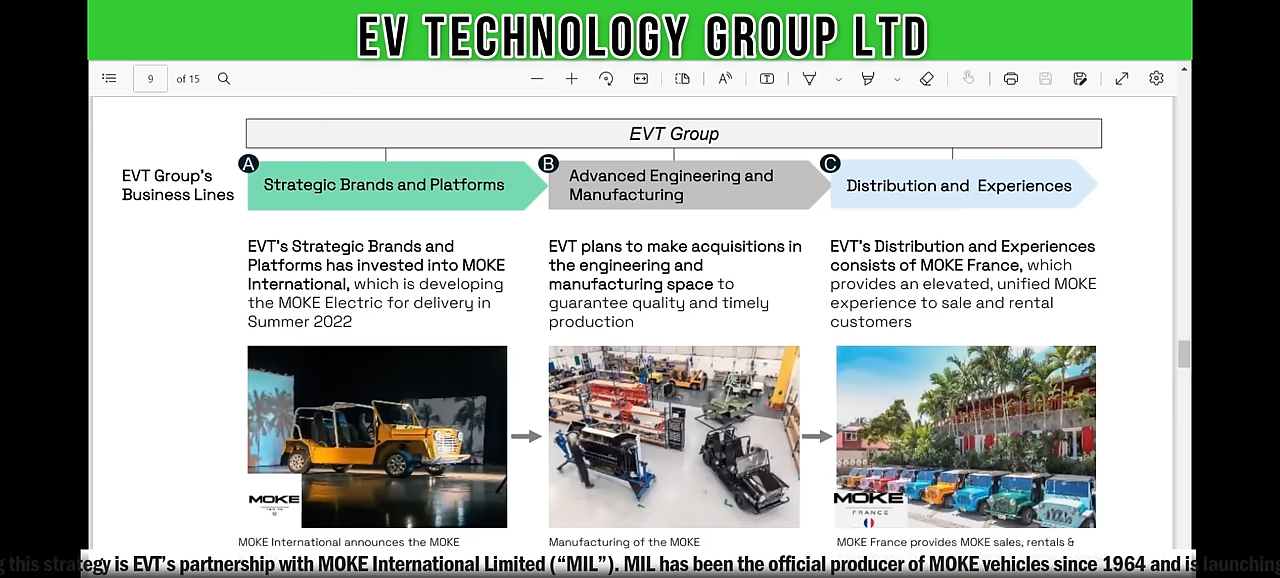 EV TECHNOLOGY GROUP LTD
9 of 15
EVT Group
EVT Group's
Business Lines
A
Strategic Brands and Platforms
B
Advanced Engineering and
Manufacturing
C
Distribution and Experiences
EVT's Strategic Brands and
Platforms has invested into MOKE
International, which is developing
the MOKE Electric for delivery in
Summer 2022
EVT plans to make acquisitions in
the engineering and
manufacturing space to
guarantee quality and timely
production
EVT's Distribution and Experiences
consists of MOKE France, which
provides an elevated, unified MOKE
experience to sale and rental
customers
MOKE
MOKE
FRANCE
MOKE International announces the MOKE
Manufacturing of the MOKE
MOKE France provides MOKE sales, rentals &
g this strategy is EVT's partnership with MOKE International Limited (“MIL”). MIL has been the official producer of MOKE vehicles since 1964 and is launching